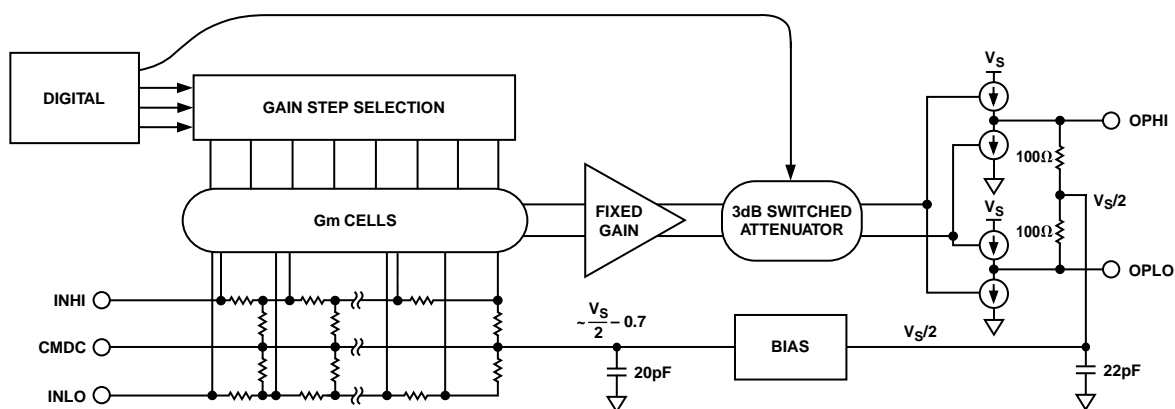 DIGITAL
GAIN STEP SELECTION
Gm CELLS
FIXED
GAIN
3dB SWITCHED
ATTENUATOR
VS
OPHI
100Ω
VS/2
VS
100Ω
OPLO
INHI
CMDC
INLO
~VS/2 – 0.7
20pF
BIAS
VS/2
22pF